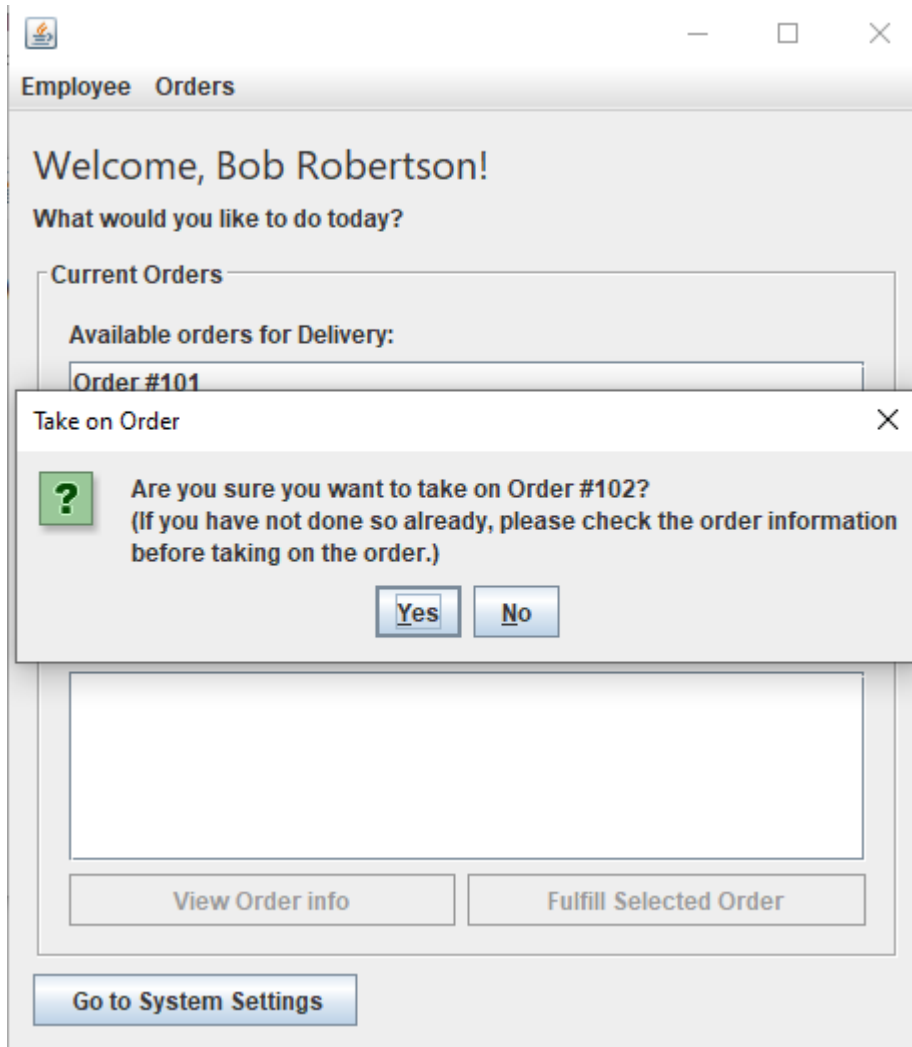 Employee Orders
Welcome, Bob Robertson!
What would you like to do today?
Current Orders
Available orders for Delivery:
Order #101
Take on Order
?
Are you sure you want to take on Order #102?
(If you have not done so already, please check the order information
before taking on the order.)
Yes No
View Order info Fulfill Selected Order
Go to System Settings